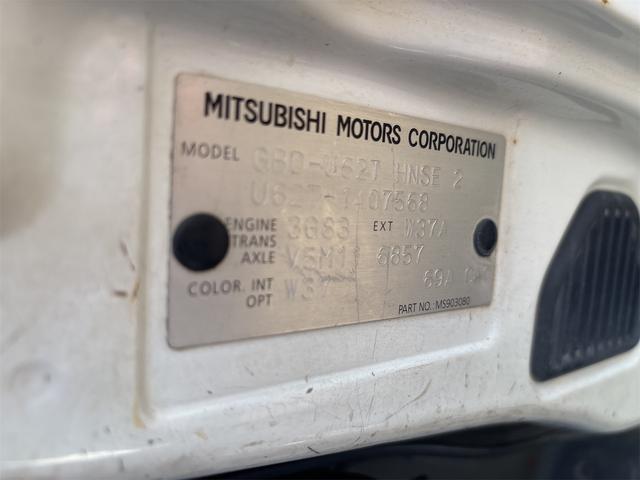 MITSUBISHI MOTORS CORPORATION
MODEL GBD-U62T HNSE 2
U62T-1407568
ENGINE 3G83 EXT W37A
TRANS
AXLE V5M1 6857
COLOR. INT W37 69A
OPT
PART NO. MS903080